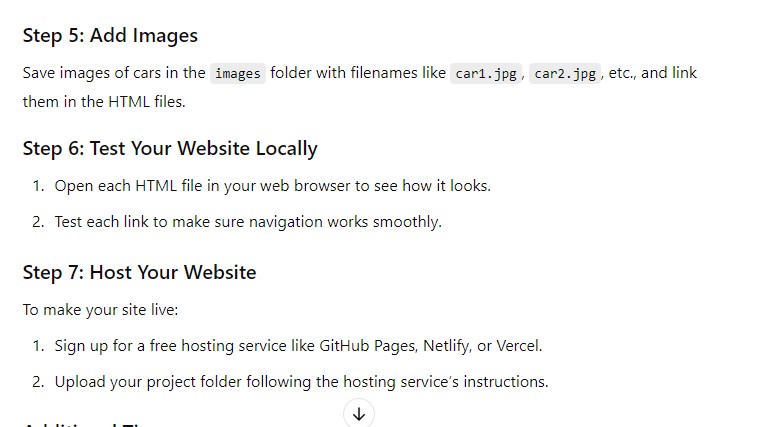 Step 5: Add Images
Save images of cars in the images folder with filenames like car1.jpg, car2.jpg, etc., and link
them in the HTML files.
Step 6: Test Your Website Locally
1. Open each HTML file in your web browser to see how it looks.
2. Test each link to make sure navigation works smoothly.
Step 7: Host Your Website
To make your site live:
1. Sign up for a free hosting service like GitHub Pages, Netlify, or Vercel.
2. Upload your project folder following the hosting service's instructions.